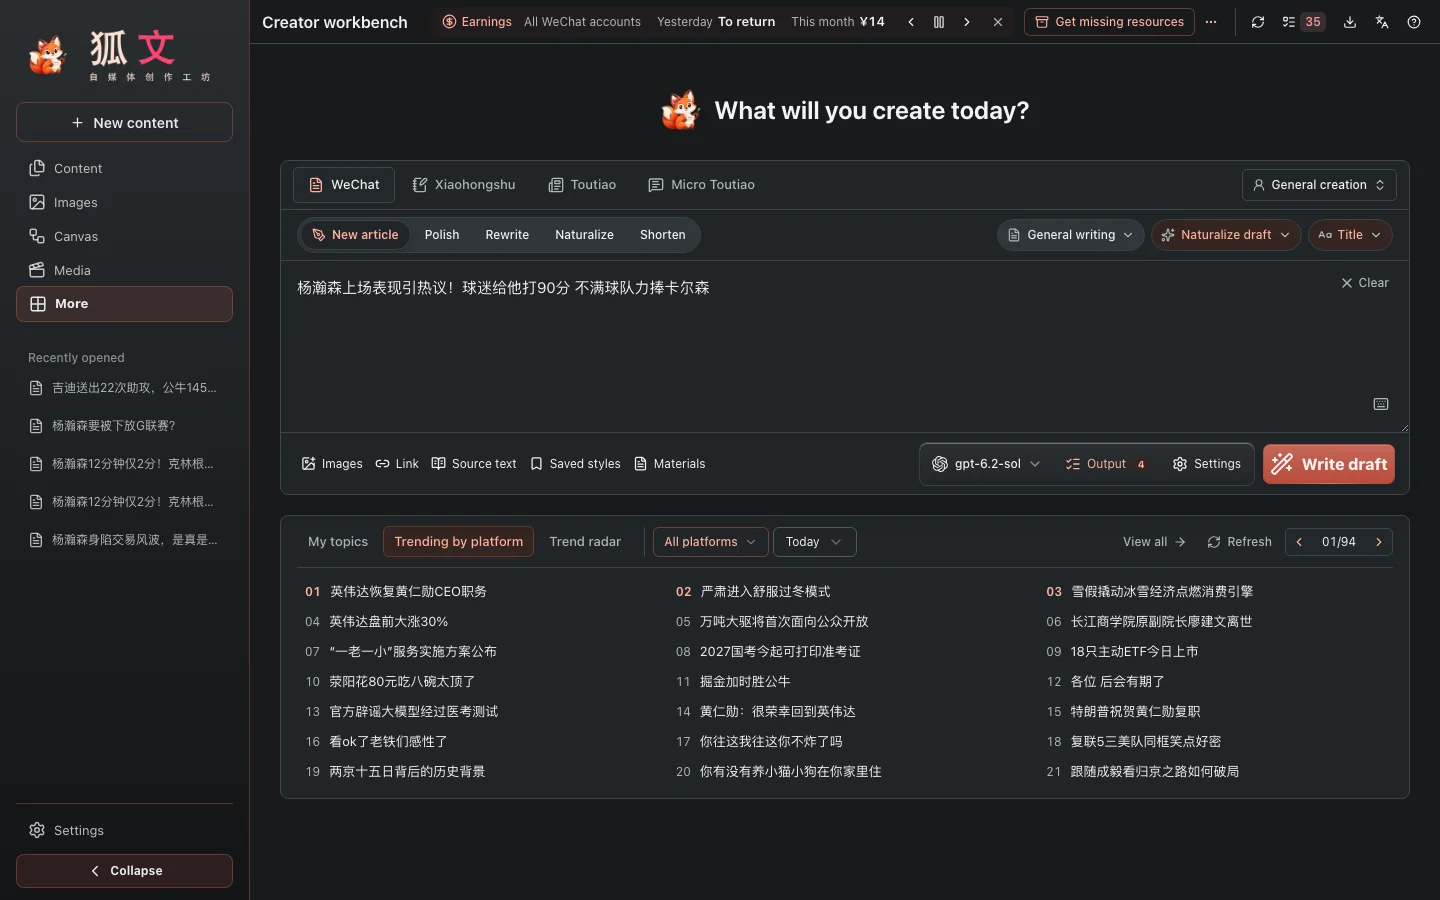 狐文
自媒体创作工坊
New content
Content
Images
Canvas
Media
More
Recently opened
吉迪送出22次助攻，公牛145...
杨瀚森要被下放G联赛?
杨瀚森12分钟仅2分！克林根...
杨瀚森12分钟仅2分！克林根...
杨瀚森身陷交易风波，是真是...
Settings
Collapse
Creator workbench
Earnings All WeChat accounts Yesterday To return This month ¥14
Get missing resources
35
What will you create today?
WeChat Xiaohongshu Toutiao Micro Toutiao General creation
New article Polish Rewrite Naturalize Shorten General writing Naturalize draft Aa Title
杨瀚森上场表现引热议！球迷给他打90分 不满球队力捧卡尔森
Clear
Images Link Source text Saved styles Materials gpt-6.2-sol Output 4 Settings Write draft
My topics Trending by platform Trend radar All platforms Today View all Refresh 01/94
01 英伟达恢复黄仁勋CEO职务 02 严肃进入舒服过冬模式 03 雪假撬动冰雪经济点燃消费引擎
04 英伟达盘前大涨30% 05 万吨大驱将首次面向公众开放 06 长江商学院原副院长廖建文离世
07 “一老一小”服务实施方案公布 08 2027国考今起可打印准考证 09 18只主动ETF今日上市
10 荥阳花80元吃八碗太顶了 11 掘金加时胜公牛 12 各位 后会有期了
13 官方辟谣大模型经过医考测试 14 黄仁勋：很荣幸回到英伟达 15 特朗普祝贺黄仁勋复职
16 看ok了老铁们感性了 17 你往这我往这你不炸了吗 18 复联5三美队同框笑点好密
19 两京十五日背后的历史背景 20 你有没有养小猫小狗在你家里住 21 跟随成毅看归京之路如何破局